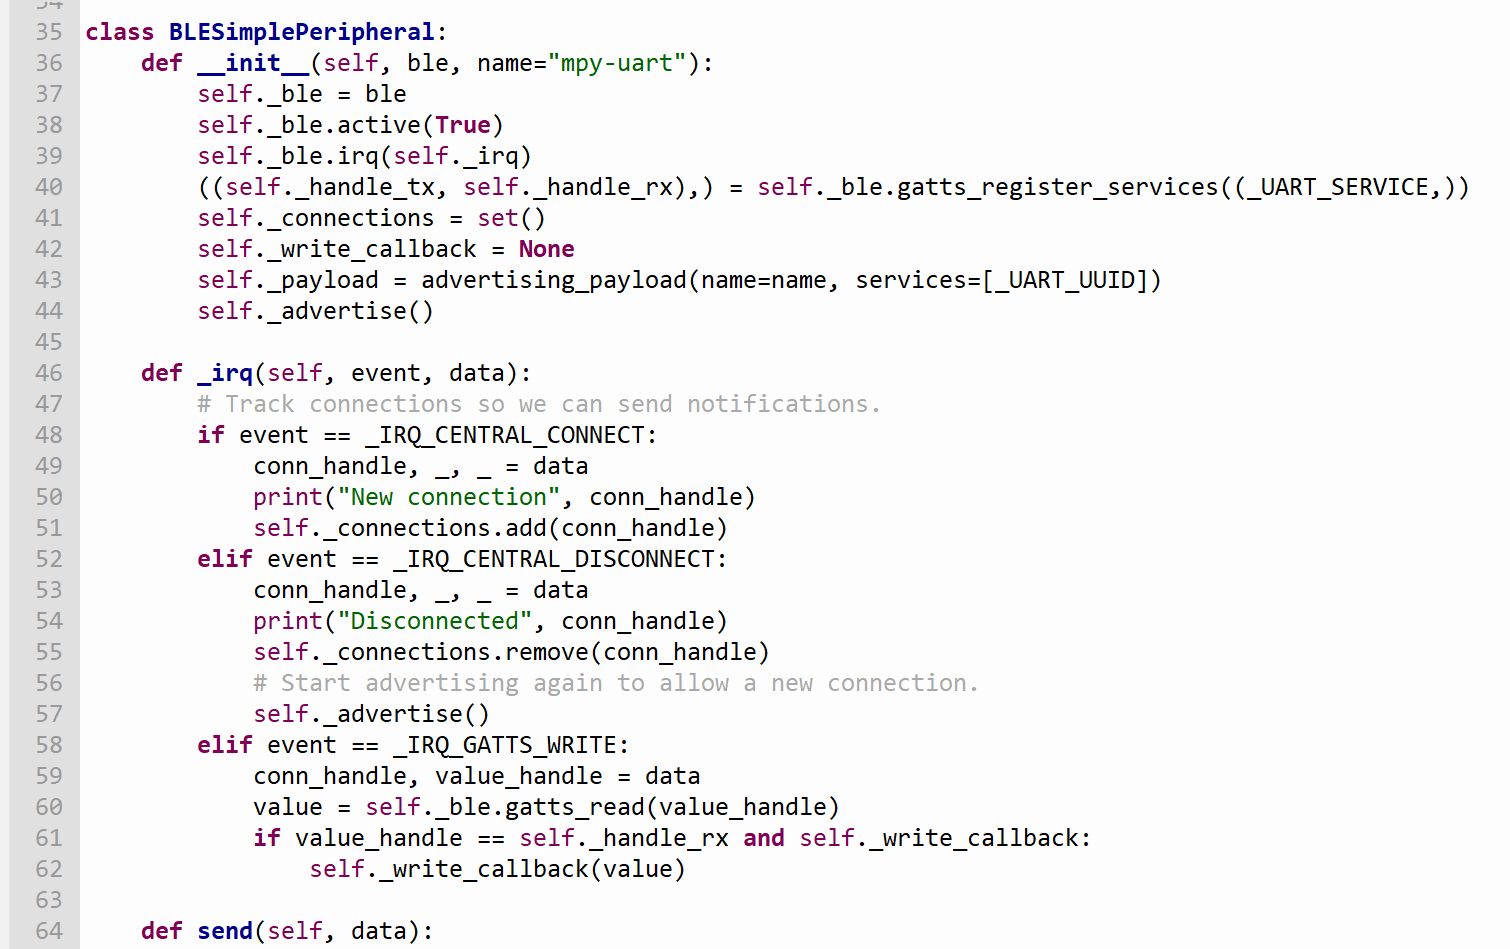 34
35 class BLESimplePeripheral:
36     def __init__(self, ble, name="mpy-uart"):
37         self._ble = ble
38         self._ble.active(True)
39         self._ble.irq(self._irq)
40         ((self._handle_tx, self._handle_rx),) = self._ble.gatts_register_services((_UART_SERVICE,))
41         self._connections = set()
42         self._write_callback = None
43         self._payload = advertising_payload(name=name, services=[_UART_UUID])
44         self._advertise()
45
46     def _irq(self, event, data):
47         # Track connections so we can send notifications.
48         if event == _IRQ_CENTRAL_CONNECT:
49             conn_handle, _, _ = data
50             print("New connection", conn_handle)
51             self._connections.add(conn_handle)
52         elif event == _IRQ_CENTRAL_DISCONNECT:
53             conn_handle, _, _ = data
54             print("Disconnected", conn_handle)
55             self._connections.remove(conn_handle)
56             # Start advertising again to allow a new connection.
57             self._advertise()
58         elif event == _IRQ_GATTS_WRITE:
59             conn_handle, value_handle = data
60             value = self._ble.gatts_read(value_handle)
61             if value_handle == self._handle_rx and self._write_callback:
62                 self._write_callback(value)
63
64     def send(self, data):